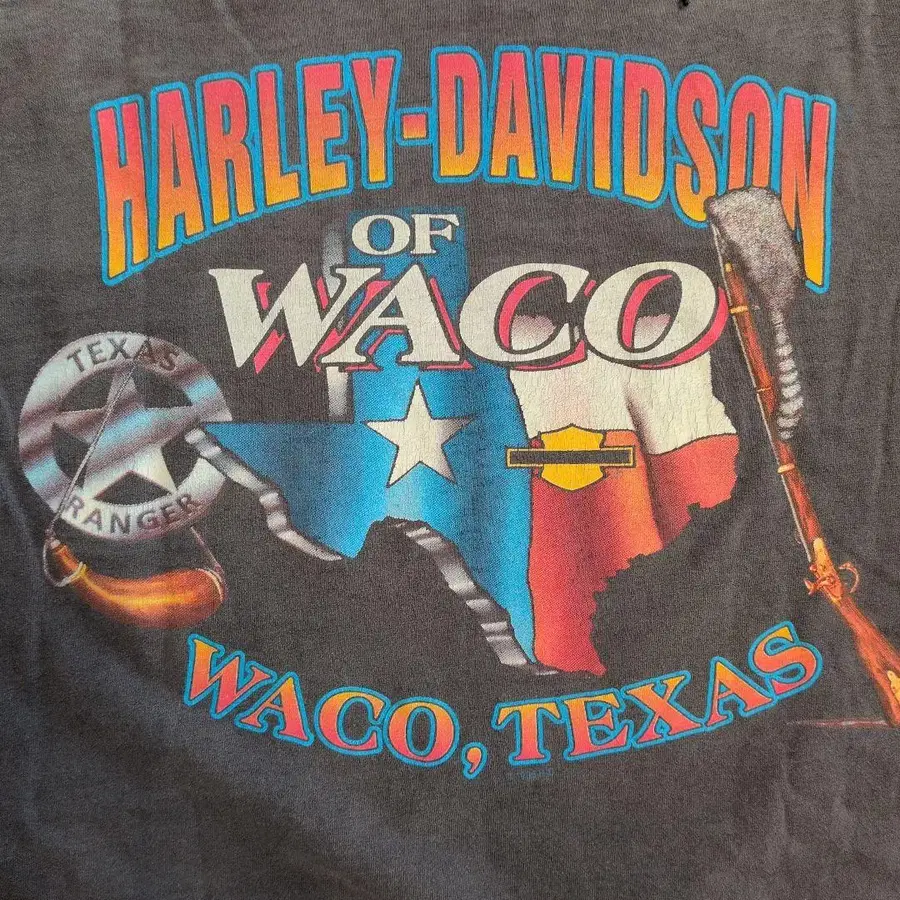 HARLEY-DAVIDSON
OF
WACO
TEXAS
RANGER
WACO, TEXAS